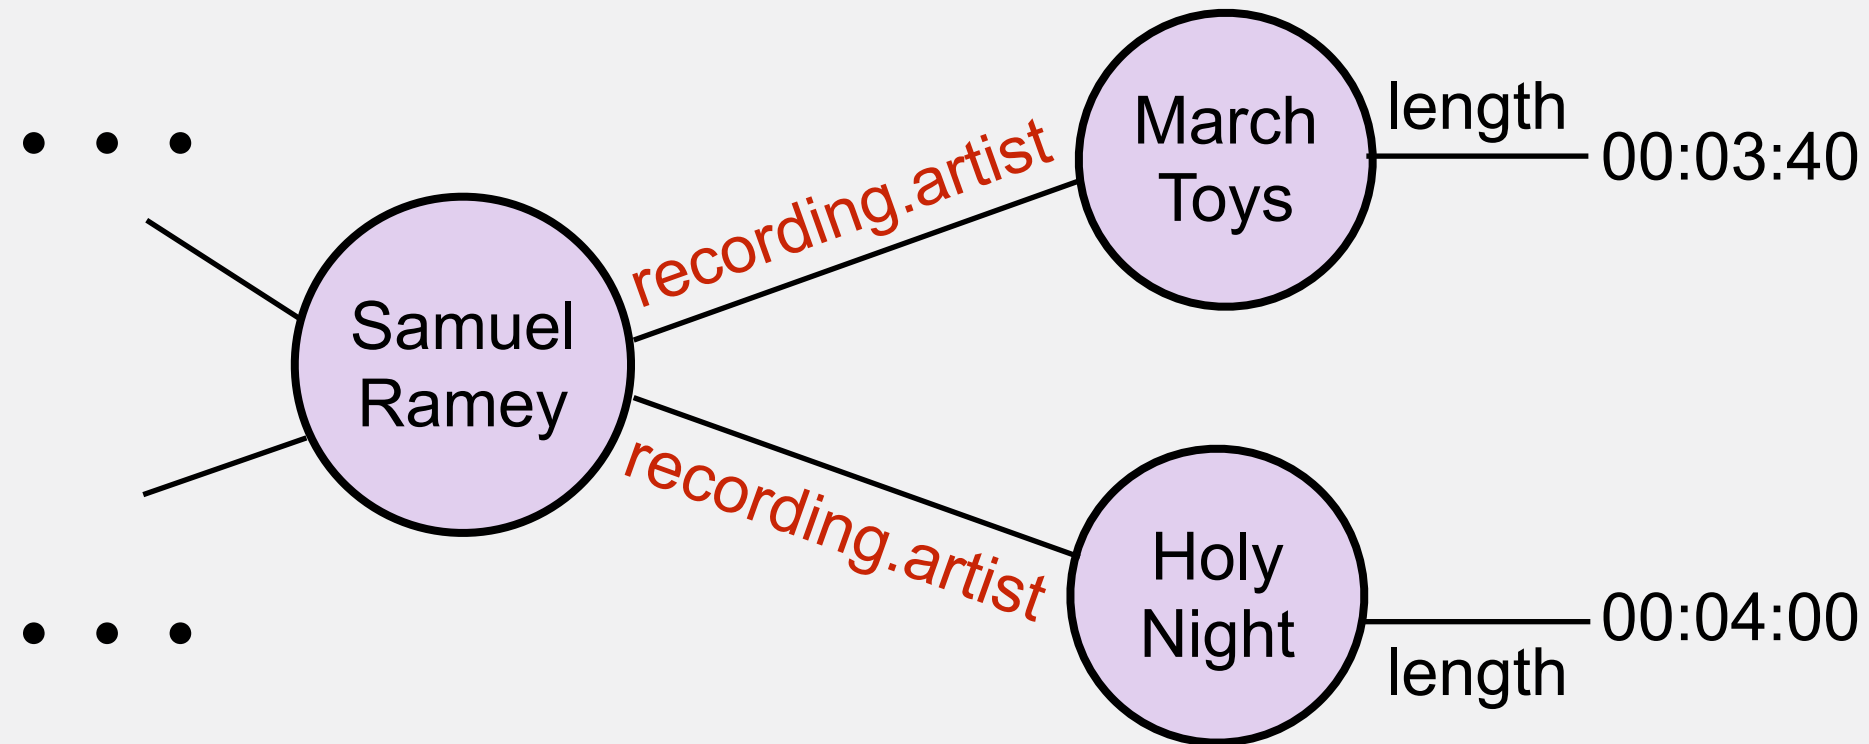 • • •
Samuel
Ramey
recording.artist
March
Toys
length
00:03:40
recording.artist
Holy
Night
length
00:04:00
• • •